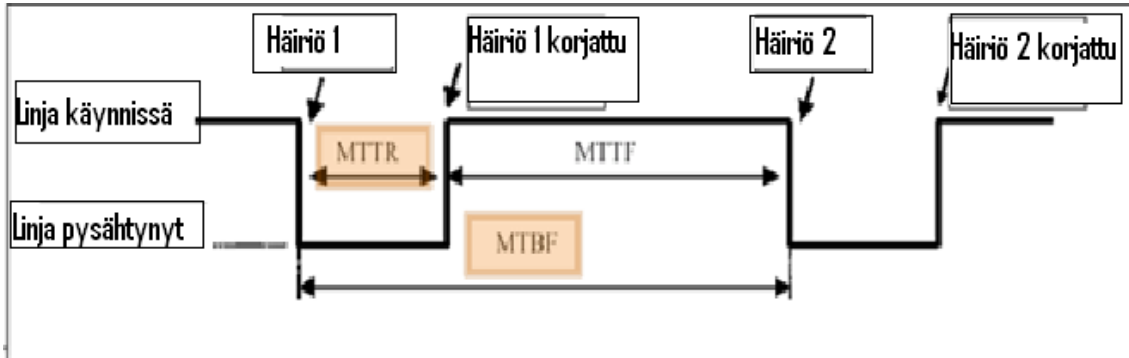 Häiriö 1
Häiriö 1 korjattu
Häiriö 2
Häiriö 2 korjattu
Linja käynnissä
MTTR
MTTF
Linja pysähtynyt
MTBF